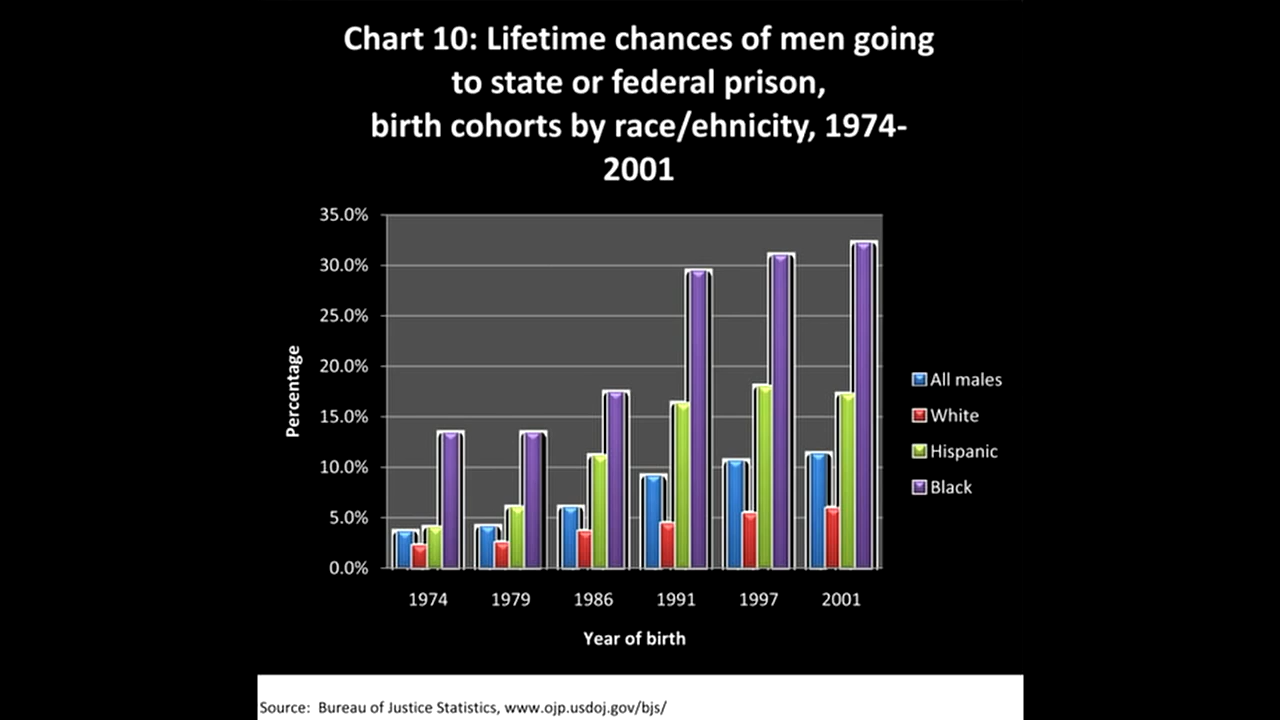 Chart 10: Lifetime chances of men going
to state or federal prison,
birth cohorts by race/ehnicity, 1974-
2001
35.0%
30.0%
25.0%
20.0%
15.0%
10.0%
5.0%
0.0%
Percentage
1974 1979 1986 1991 1997 2001
Year of birth
All males
White
Hispanic
Black
Source: Bureau of Justice Statistics, www.ojp.usdoj.gov/bjs/